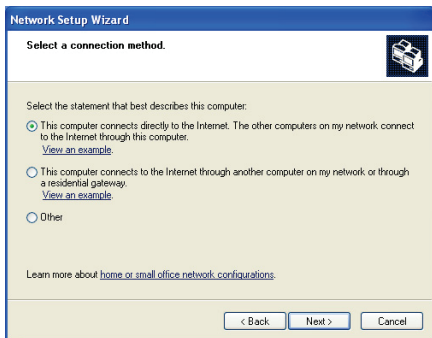 Network Setup Wizard
Select a connection method.
Select the statement that best describes this computer:
This computer connects directly to the Internet. The other computers on my network connect
to the Internet through this computer.
View an example.
This computer connects to the Internet through another computer on my network or through
a residential gateway.
View an example.
Other
Learn more about home or small office network configurations.
< Back
Next >
Cancel